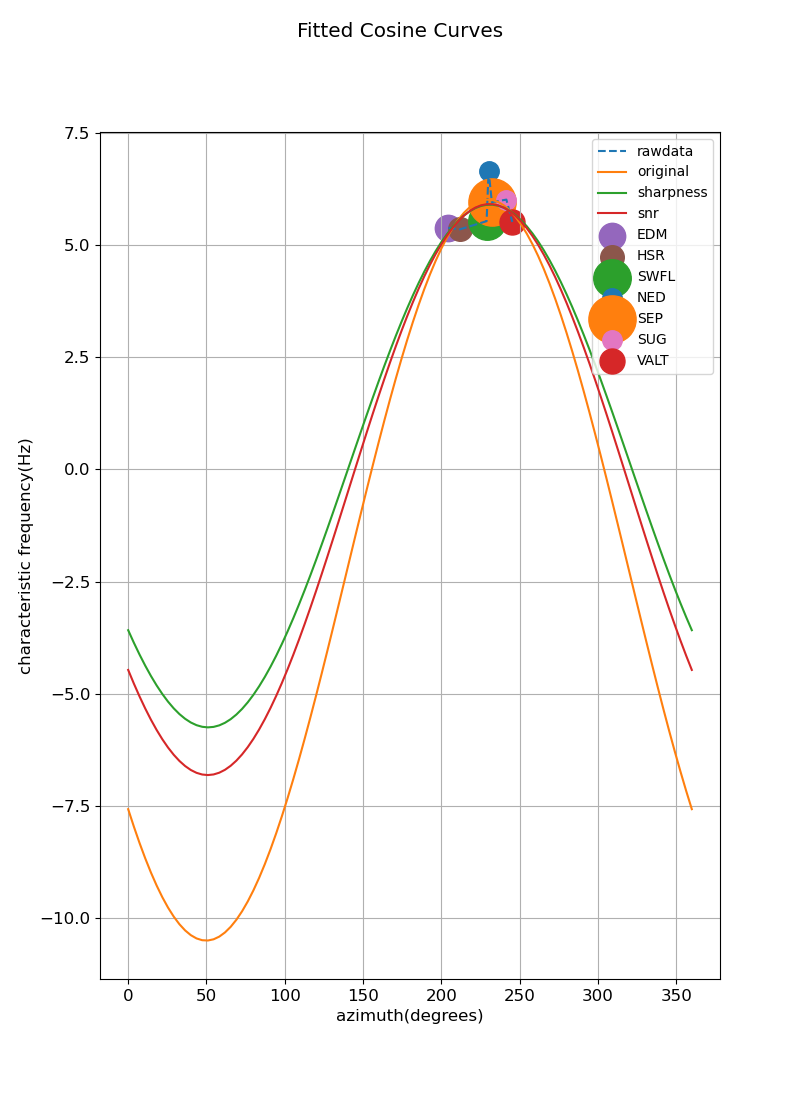 Fitted Cosine Curves
7.5
5.0
2.5
0.0
−2.5
−5.0
−7.5
−10.0
characteristic frequency(Hz)
rawdata
original
sharpness
snr
EDM
HSR
SWFL
NED
SEP
SUG
VALT
0 50 100 150 200 250 300 350
azimuth(degrees)